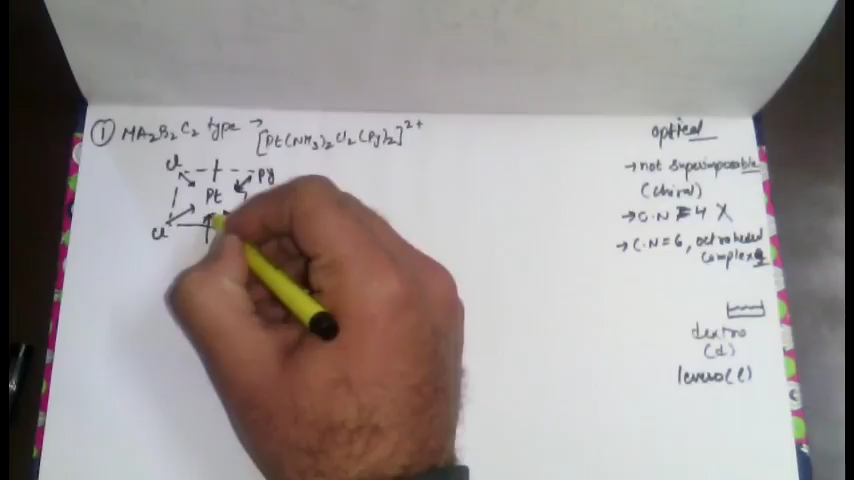 ① MA₂B₂C₂ type →
[Pt(NH₃)₂Cl₂(Py)₂]²⁺
Cl
Py
Pt
Cl
optical
→ not superimposable
(chiral)
→ C.N = 4 X
→ C.N = 6, octahedral
complexes
dextro
(d)
levero(l)